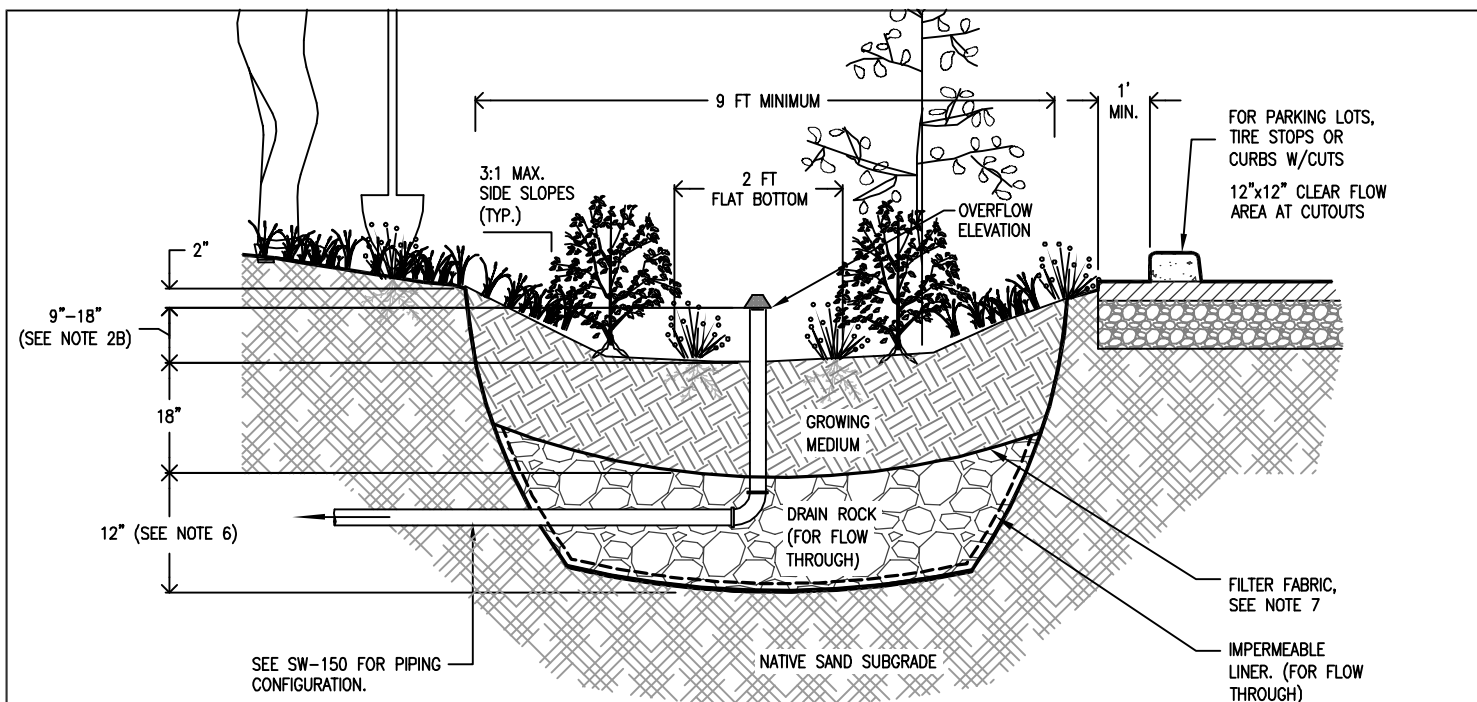 9 FT MINIMUM
1'
MIN.
FOR PARKING LOTS,
TIRE STOPS OR
CURBS W/CUTS
12"x12" CLEAR FLOW
AREA AT CUTOUTS
3:1 MAX.
SIDE SLOPES
(TYP.)
2 FT
FLAT BOTTOM
OVERFLOW
ELEVATION
2"
9"-18"
(SEE NOTE 2B)
18"
GROWING
MEDIUM
12" (SEE NOTE 6)
DRAIN ROCK
(FOR FLOW
THROUGH)
FILTER FABRIC,
SEE NOTE 7
SEE SW-150 FOR PIPING
CONFIGURATION.
NATIVE SAND SUBGRADE
IMPERMEABLE
LINER. (FOR FLOW
THROUGH)